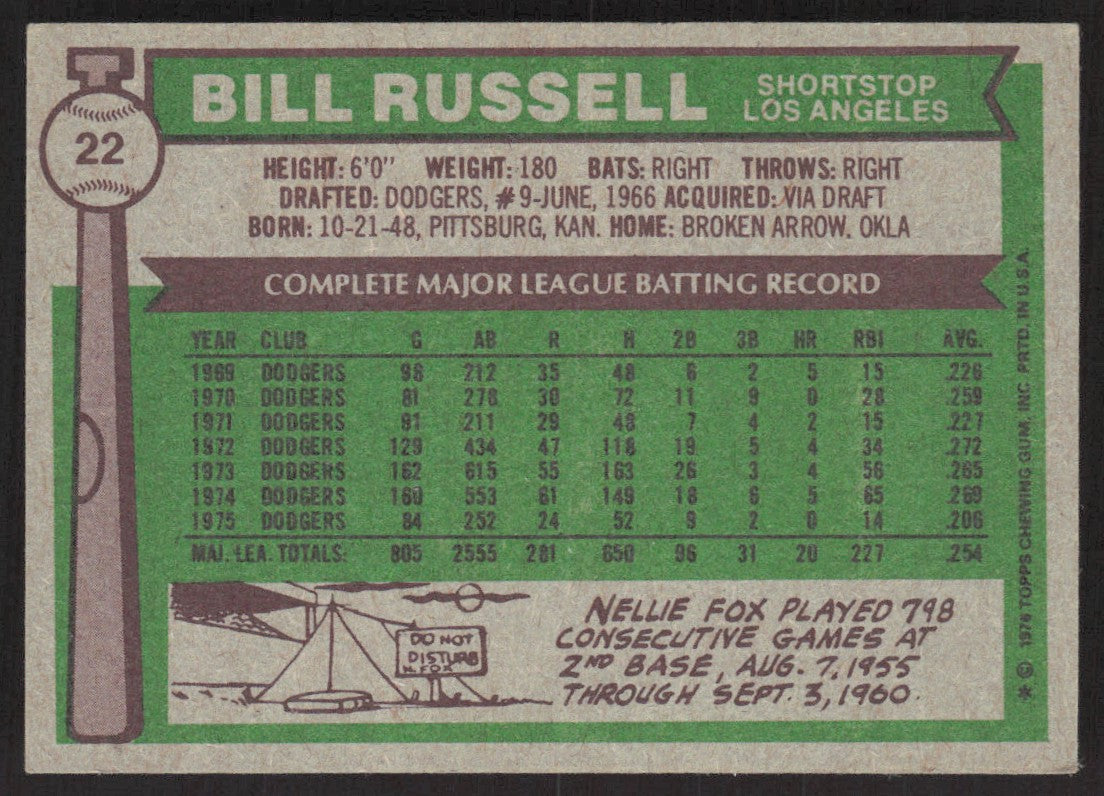 22
BILL RUSSELL
SHORTSTOP
LOS ANGELES
HEIGHT: 6'0" WEIGHT: 180 BATS: RIGHT THROWS: RIGHT
DRAFTED: DODGERS, #9-JUNE, 1966 ACQUIRED: VIA DRAFT
BORN: 10-21-48, PITTSBURG, KAN. HOME: BROKEN ARROW, OKLA
COMPLETE MAJOR LEAGUE BATTING RECORD
YEAR CLUB G AB R H 2B 3B HR RBI AVG.
1969 DODGERS 98 212 35 48 6 2 5 15 .226
1970 DODGERS 81 278 30 72 11 9 0 28 .259
1971 DODGERS 91 211 29 48 7 4 2 15 .227
1972 DODGERS 129 434 47 118 19 5 4 34 .272
1973 DODGERS 162 615 55 163 26 3 4 56 .265
1974 DODGERS 160 553 61 149 18 6 5 65 .269
1975 DODGERS 84 252 24 52 9 2 0 14 .206
MAJ. LEA. TOTALS: 805 2555 281 650 96 31 20 227 .254
DO NOT
DISTURB
N. FOX
NELLIE FOX PLAYED 798
CONSECUTIVE GAMES AT
2ND BASE, AUG. 7, 1955
THROUGH SEPT. 3, 1960.
* © 1976 TOPPS CHEWING GUM, INC. PRTD. IN U.S.A.